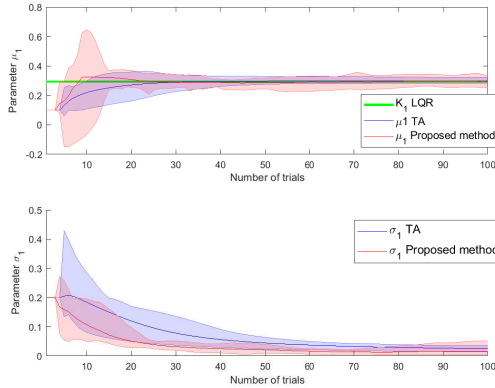 0.8
0.6
0.4
0.2
0
-0.2
Parameter μ1
10 20 30 40 50 60 70 80 90 100
Number of trials
K1 LQR
μ1 TA
μ1 Proposed method
0.5
0.4
0.3
0.2
0.1
0
Parameter σ1
10 20 30 40 50 60 70 80 90 100
Number of trials
σ1 TA
σ1 Proposed method